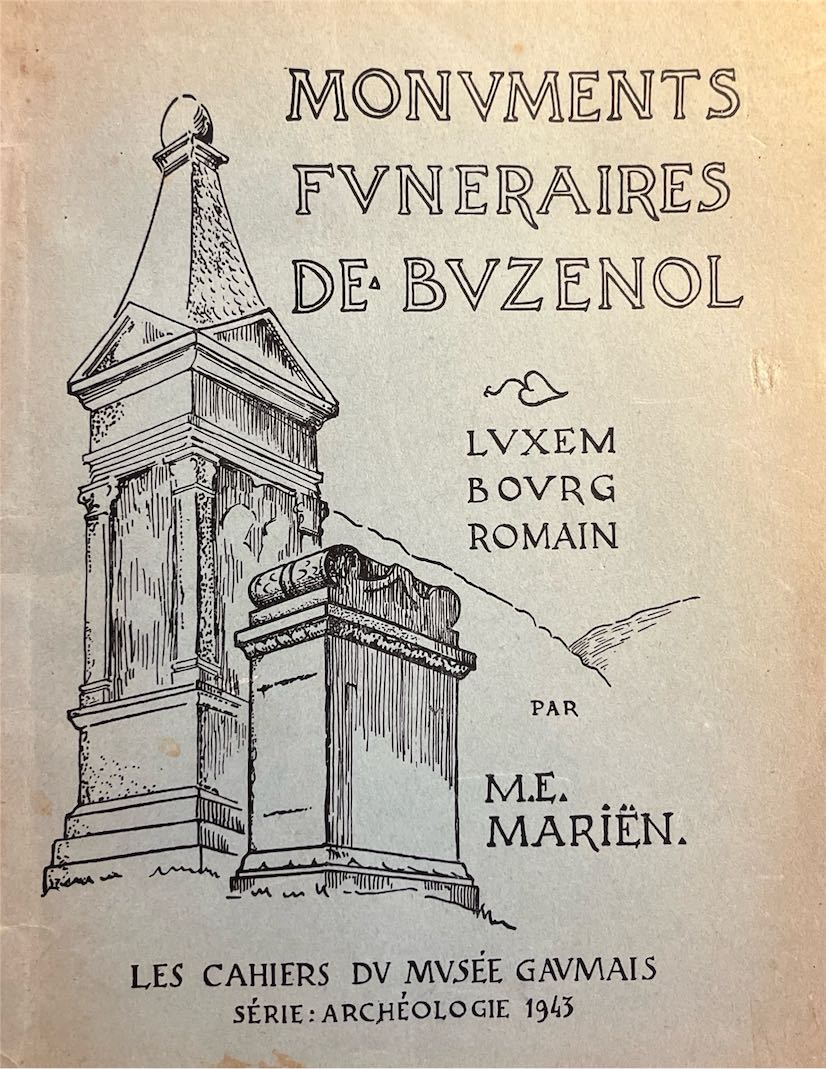 MONVMENTS
FVNERAIRES
DE▴BVZENOL
LVXEM
BOVRG
ROMAIN
PAR
M.E.
MARIËN.
LES CAHIERS DV MVSÉE GAVMAIS
SÉRIE: ARCHÉOLOGIE 1943